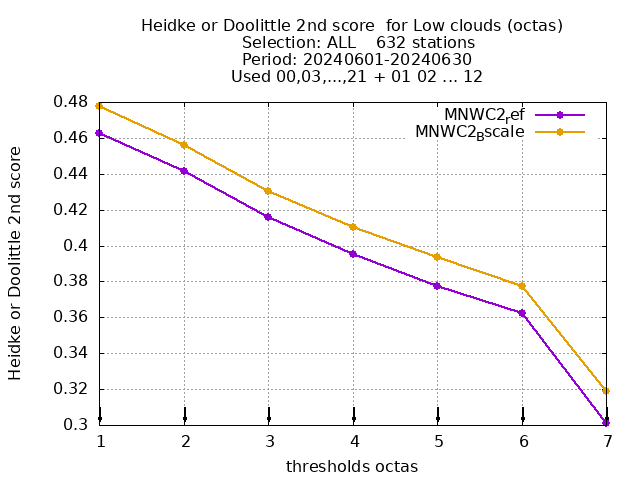 Heidke or Doolittle 2nd score  for Low clouds (octas)
Selection: ALL    632 stations
Period: 20240601-20240630
Used 00,03,...,21 + 01 02 ... 12
MNWC2ref
MNWC2Bscale
0.48
0.46
0.44
0.42
0.4
0.38
0.36
0.34
0.32
0.3
Heidke or Doolittle 2nd score
1 2 3 4 5 6 7
thresholds octas